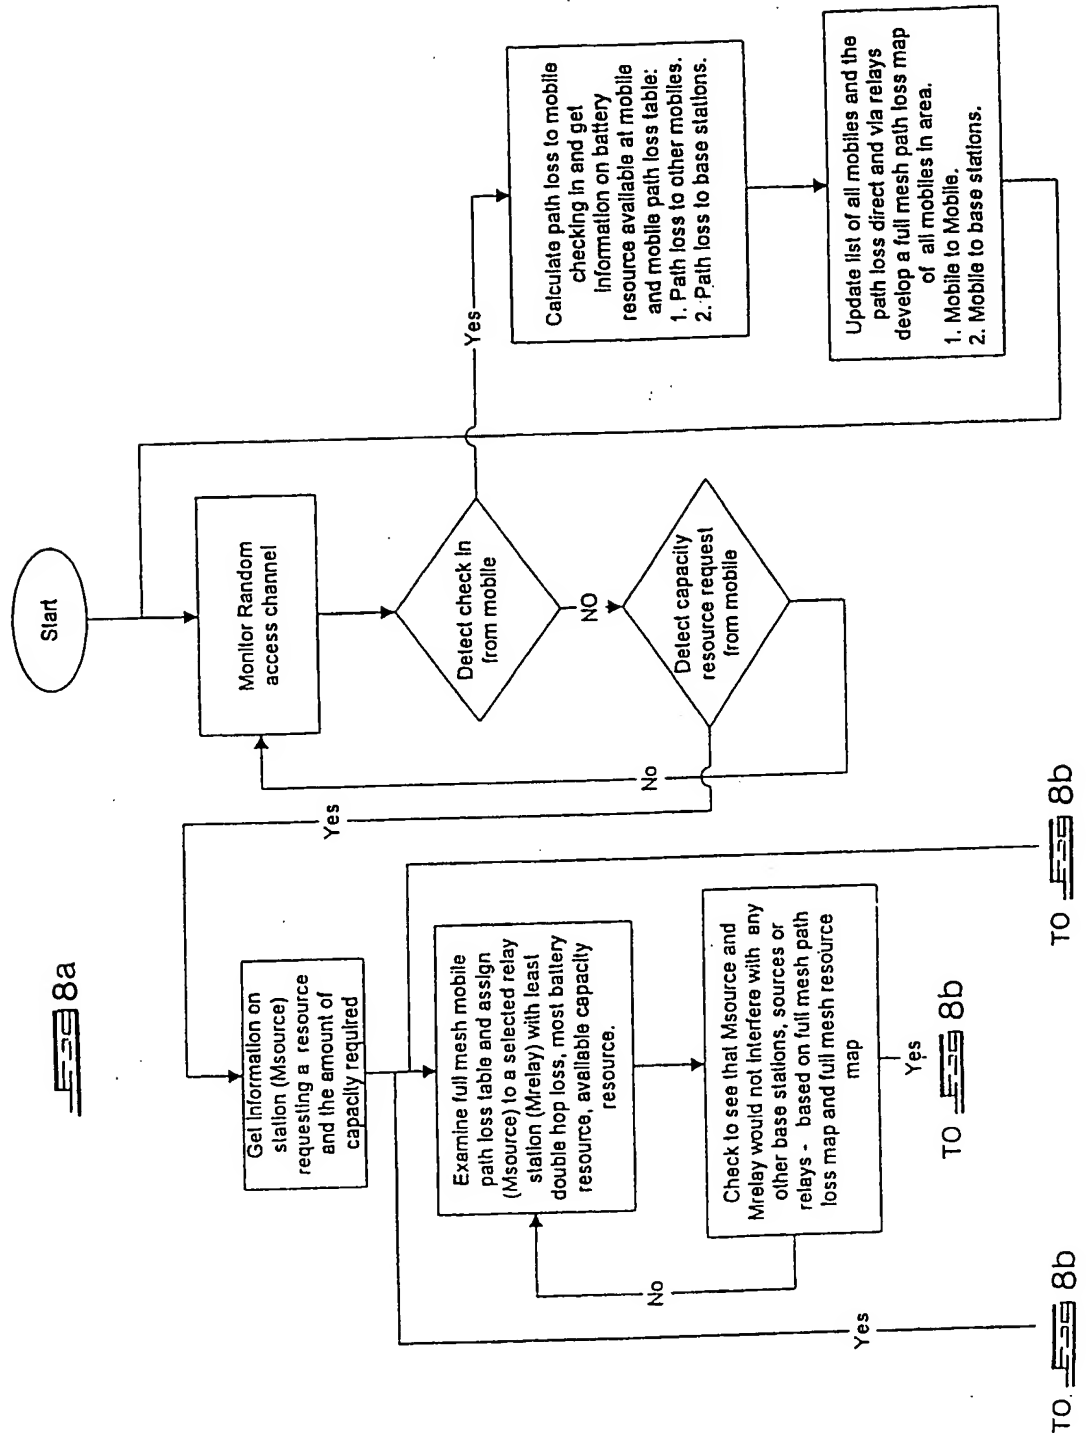 Fig 8a
Start
Monitor Random
access channel
Detect check in
from mobile
Yes
NO
Calculate path loss to mobile
checking in and get
information on battery
resource available at mobile
and mobile path loss table:
1. Path loss to other mobiles.
2. Path loss to base stations.
Update list of all mobiles and the
path loss direct and via relays
develop a full mesh path loss map
of all mobiles in area.
1. Mobile to Mobile.
2. Mobile to base stations.
Detect capacity
resource request
from mobile
No
Yes
Get information on
station (Msource)
requesting a resource
and the amount of
capacity required
Examine full mesh mobile
path loss table and assign
(Msource) to a selected relay
station (Mrelay) with least
double hop loss, most battery
resource, available capacity
resource.
Check to see that Msource and
Mrelay would not interfere with any
other base stations, sources or
relays - based on full mesh path
loss map and full mesh resource
map
No
Yes
Yes
TO Fig 8b
TO Fig 8b
TO Fig 8b